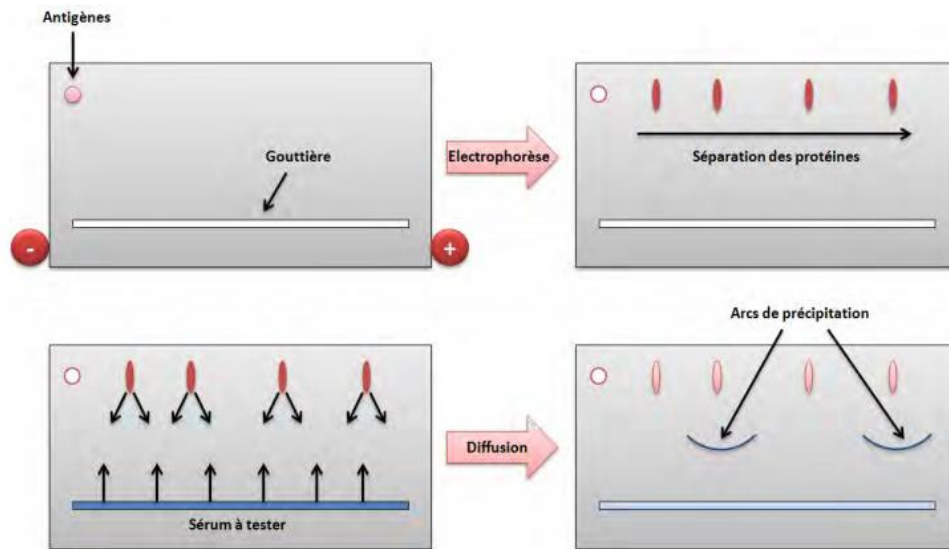 Antigènes
Gouttière
Electrophorèse
Séparation des protéines
-
+
Arcs de précipitation
Diffusion
Sérum à tester